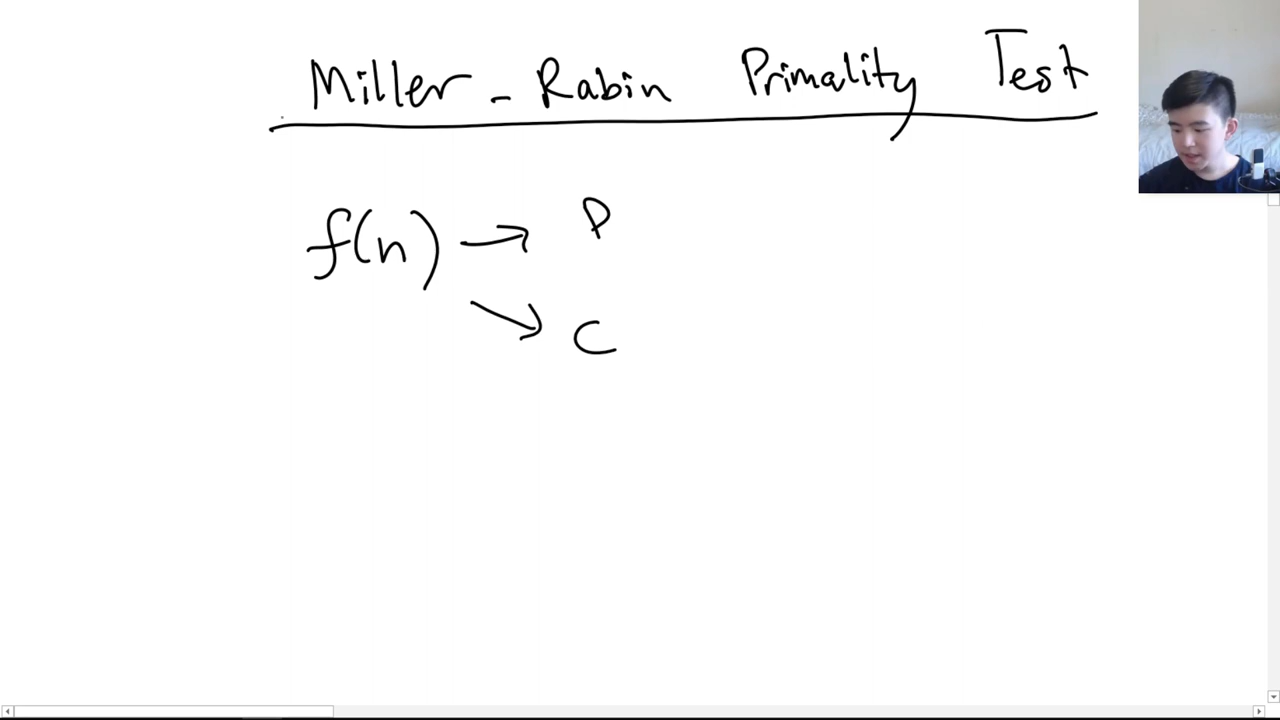 Miller - Rabin Primality Test
f(n) → P
↘ C